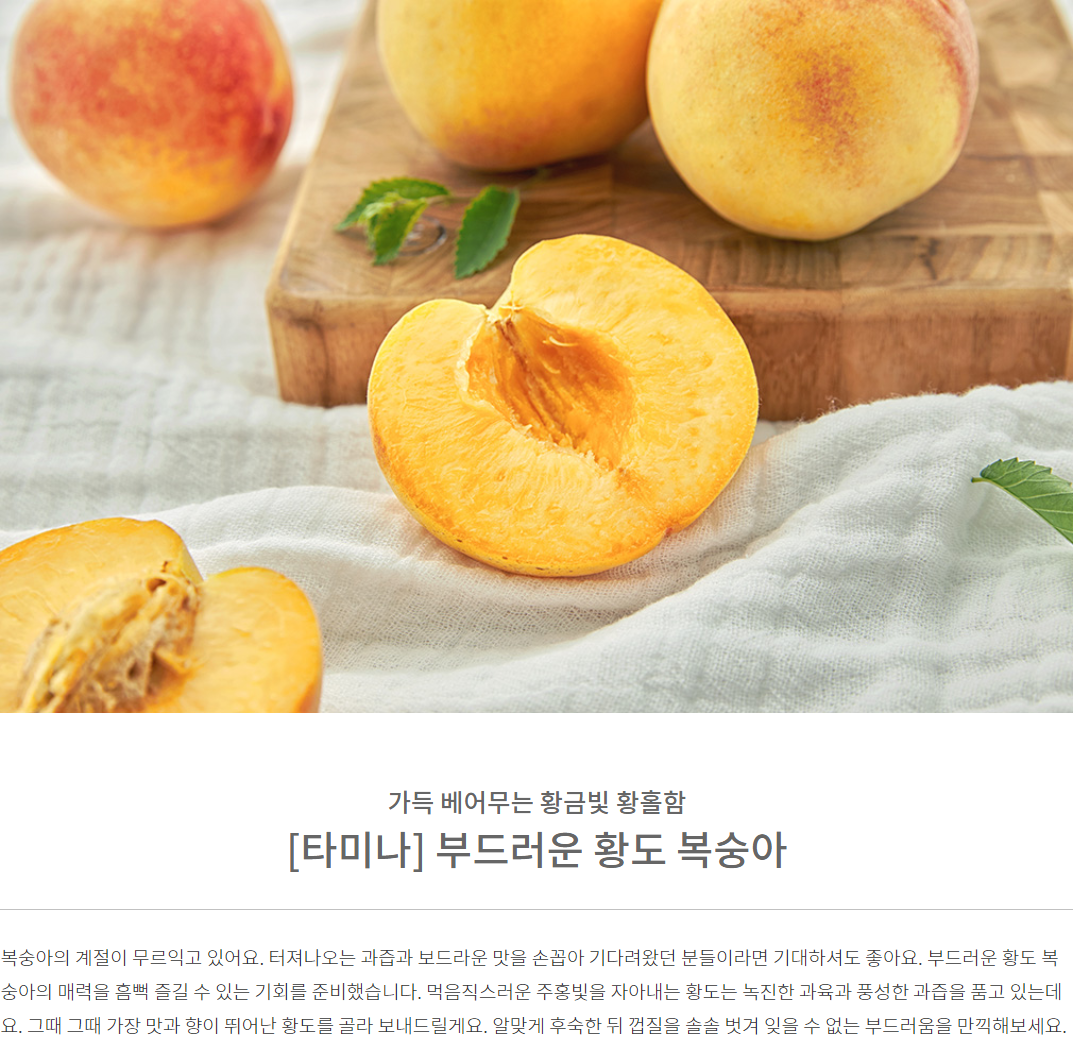 가득 베어무는 황금빛 황홀함
[타미나] 부드러운 황도 복숭아
복숭아의 계절이 무르익고 있어요. 터져나오는 과즙과 보드라운 맛을 손꼽아 기다려왔던 분들이라면 기대하셔도 좋아요. 부드러운 황도 복
숭아의 매력을 흠뻑 즐길 수 있는 기회를 준비했습니다. 먹음직스러운 주홍빛을 자아내는 황도는 녹진한 과육과 풍성한 과즙을 품고 있는데
요. 그때 그때 가장 맛과 향이 뛰어난 황도를 골라 보내드릴게요. 알맞게 후숙한 뒤 껍질을 솔솔 벗겨 잊을 수 없는 부드러움을 만끽해보세요.